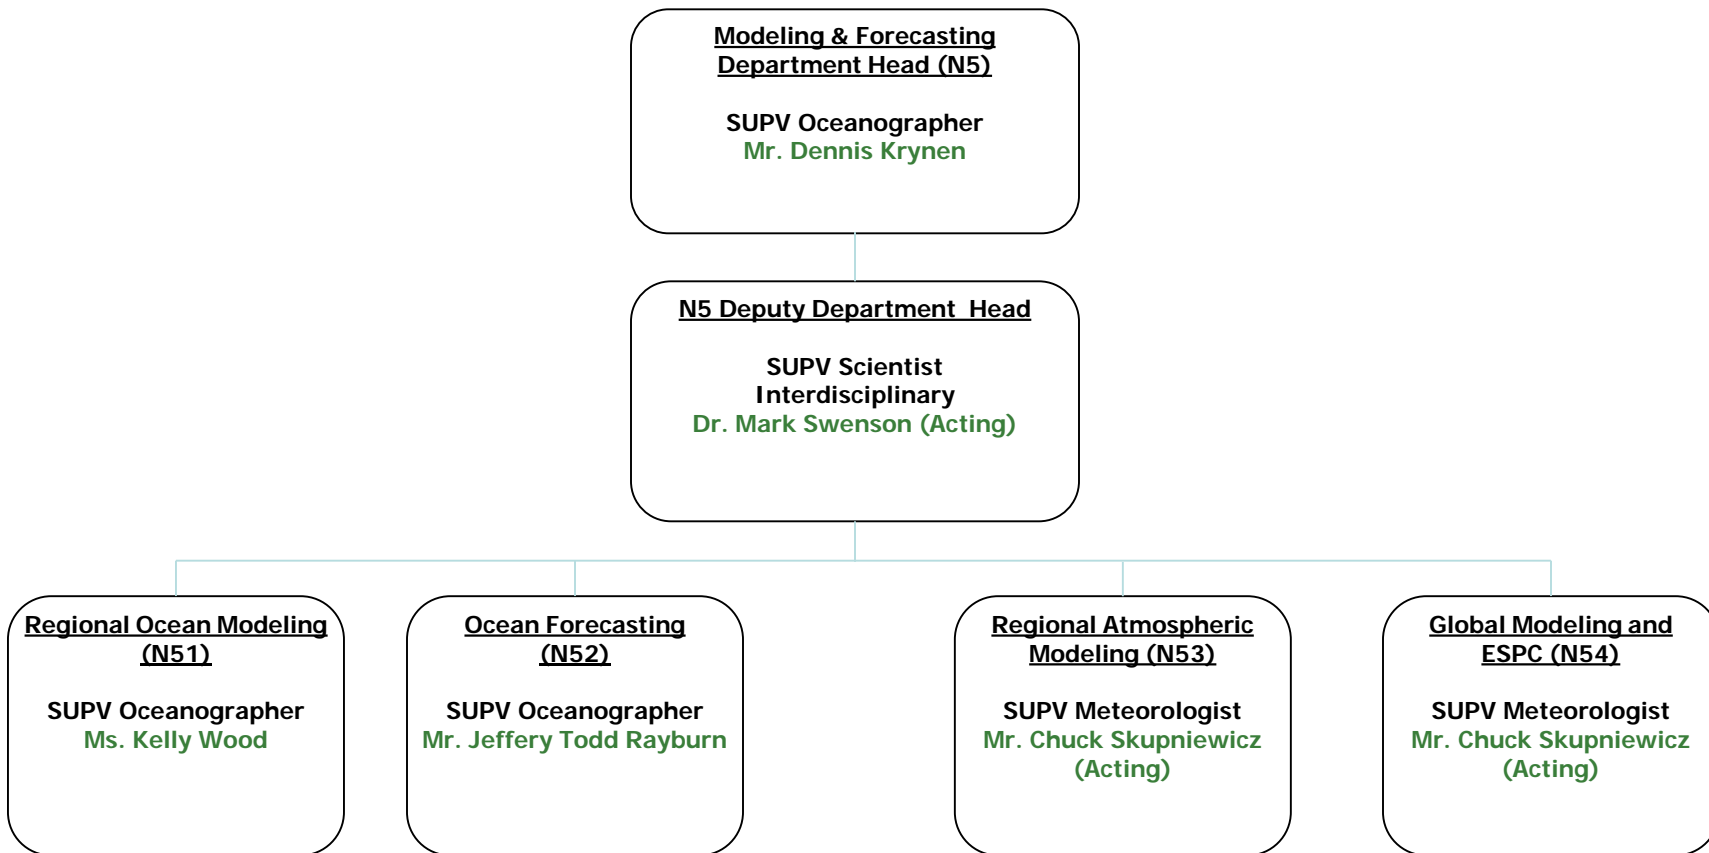 Modeling & Forecasting
Department Head (N5)
SUPV Oceanographer
Mr. Dennis Krynen
N5 Deputy Department  Head
SUPV Scientist
Interdisciplinary
Dr. Mark Swenson (Acting)
Regional Ocean Modeling
(N51)
SUPV Oceanographer
Ms. Kelly Wood
Ocean Forecasting
(N52)
SUPV Oceanographer
Mr. Jeffery Todd Rayburn
Regional Atmospheric
Modeling (N53)
SUPV Meteorologist
Mr. Chuck Skupniewicz
(Acting)
Global Modeling and
ESPC (N54)
SUPV Meteorologist
Mr. Chuck Skupniewicz
(Acting)